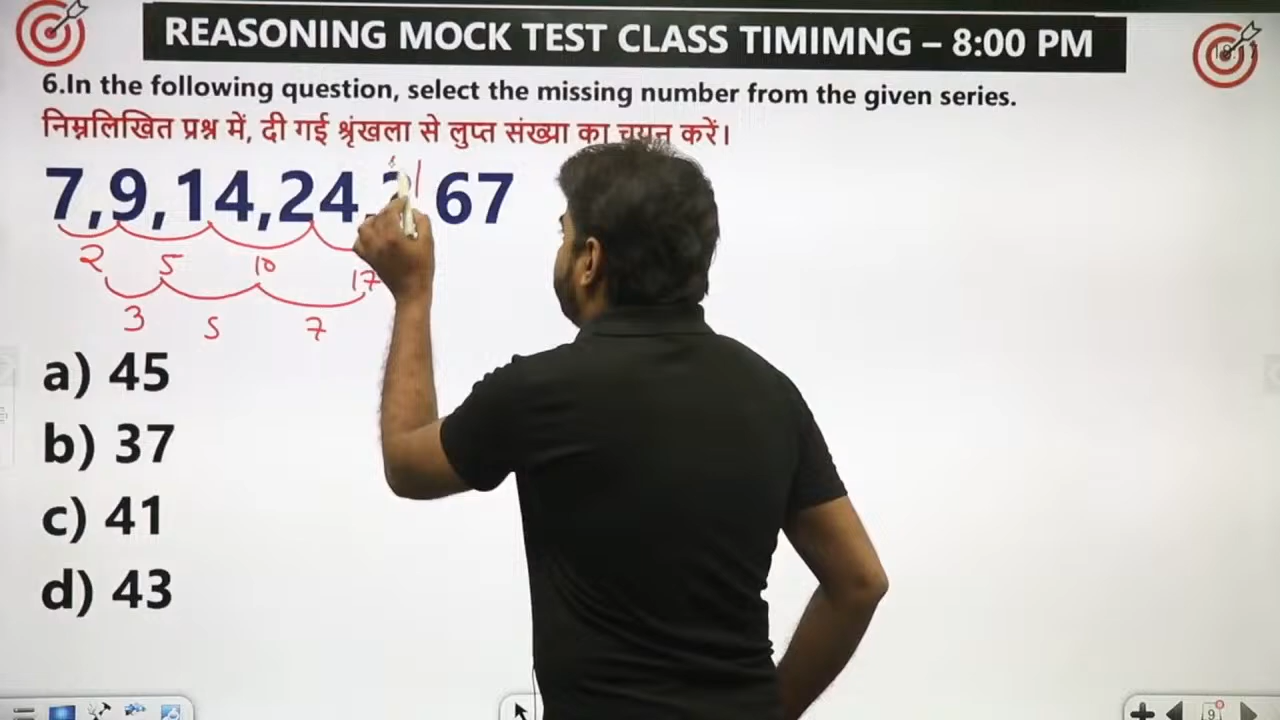 REASONING MOCK TEST CLASS TIMIMNG – 8:00 PM
6.In the following question, select the missing number from the given series.
निम्नलिखित प्रश्न में, दी गई श्रृंखला से लुप्त संख्या का चयन करें।
7,9,14,24, 67
2 5 10 17
3 5 7
a) 45
b) 37
c) 41
d) 43
9